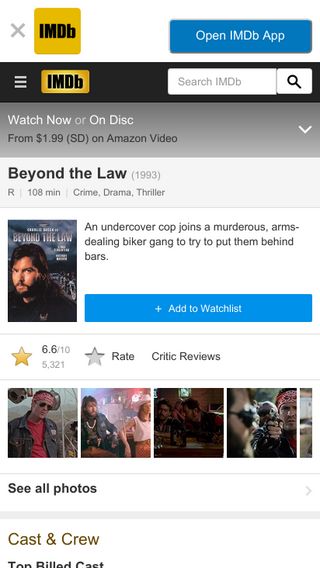 IMDb
Open IMDb App
IMDb
Search IMDb
Watch Now or On Disc
From $1.99 (SD) on Amazon Video
Beyond the Law (1993)
R | 108 min | Crime, Drama, Thriller
CHARLIE SHEEN IS
BEYOND THE LAW
An undercover cop joins a murderous, arms-
dealing biker gang to try to put them behind
bars.
+ Add to Watchlist
6.6/10
5,321
Rate
Critic Reviews
See all photos
Cast & Crew
Top Billed Cast